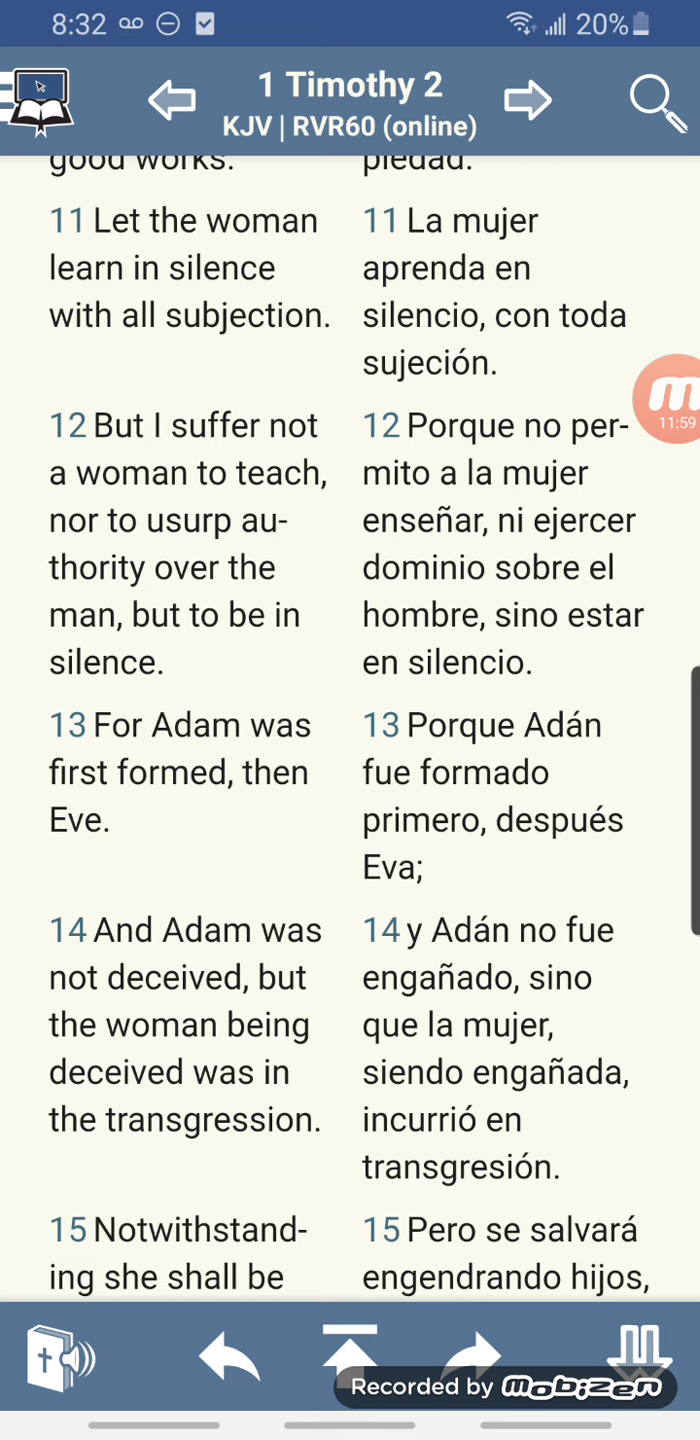 8:32
20%
1 Timothy 2
KJV | RVR60 (online)
good works.
11 Let the woman
learn in silence
with all subjection.
12 But I suffer not
a woman to teach,
nor to usurp au-
thority over the
man, but to be in
silence.
13 For Adam was
first formed, then
Eve.
14 And Adam was
not deceived, but
the woman being
deceived was in
the transgression.
15 Notwithstand-
ing she shall be
piedad.
11 La mujer
aprenda en
silencio, con toda
sujeción.
12 Porque no per-
mito a la mujer
enseñar, ni ejercer
dominio sobre el
hombre, sino estar
en silencio.
13 Porque Adán
fue formado
primero, después
Eva;
14 y Adán no fue
engañado, sino
que la mujer,
siendo engañada,
incurrió en
transgresión.
15 Pero se salvará
engendrando hijos,
m
11:59
Recorded by Mobizen